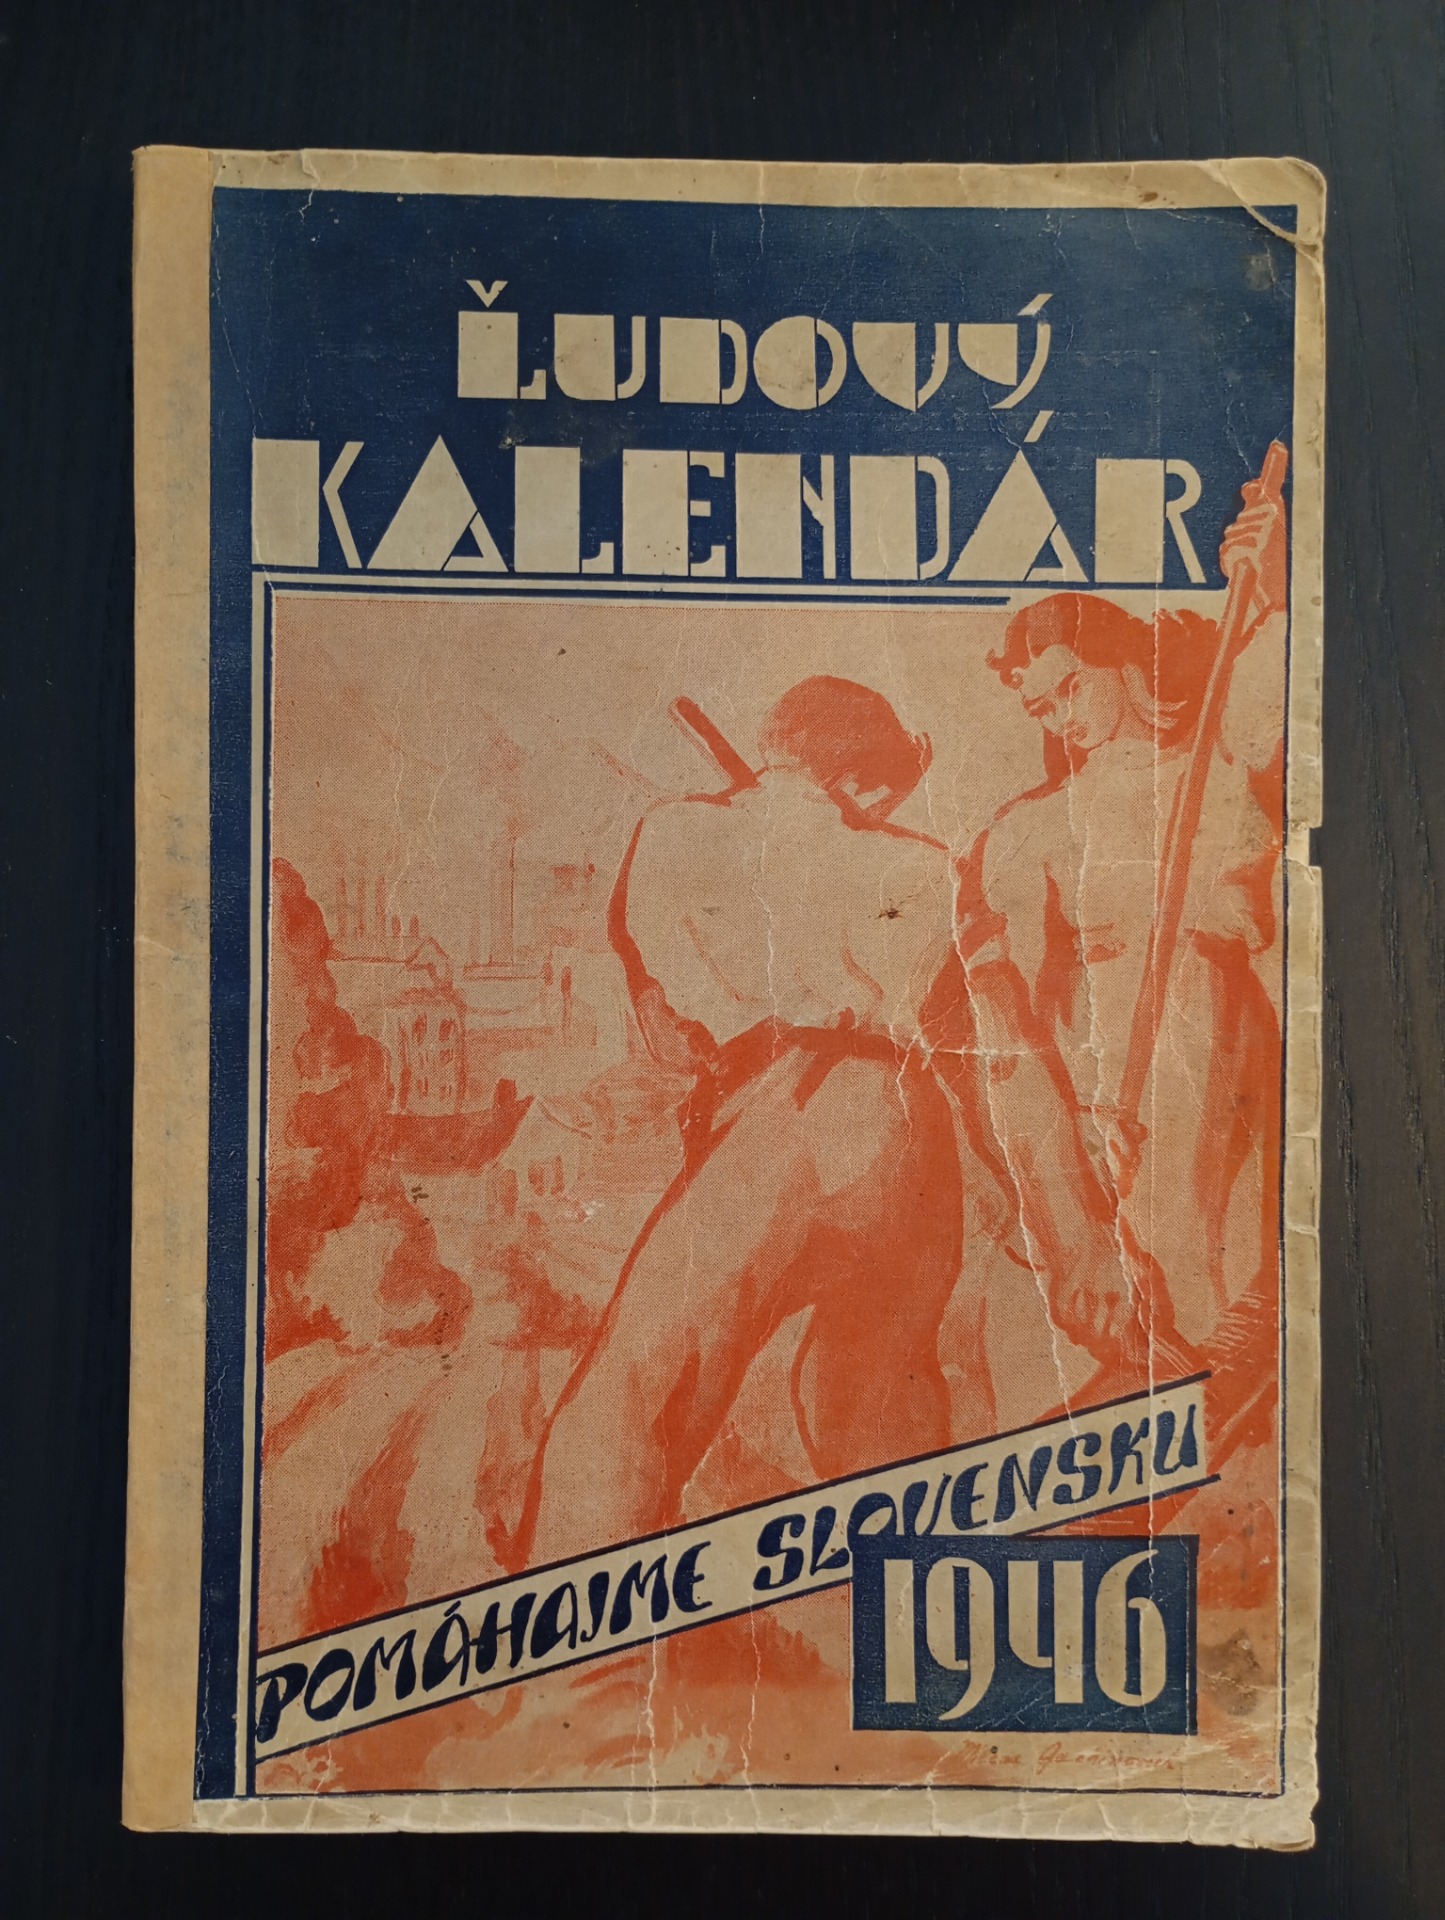 ĽUDOVÝ
KALENDÁR
POMÁHAJME SLOVENSKU
1946